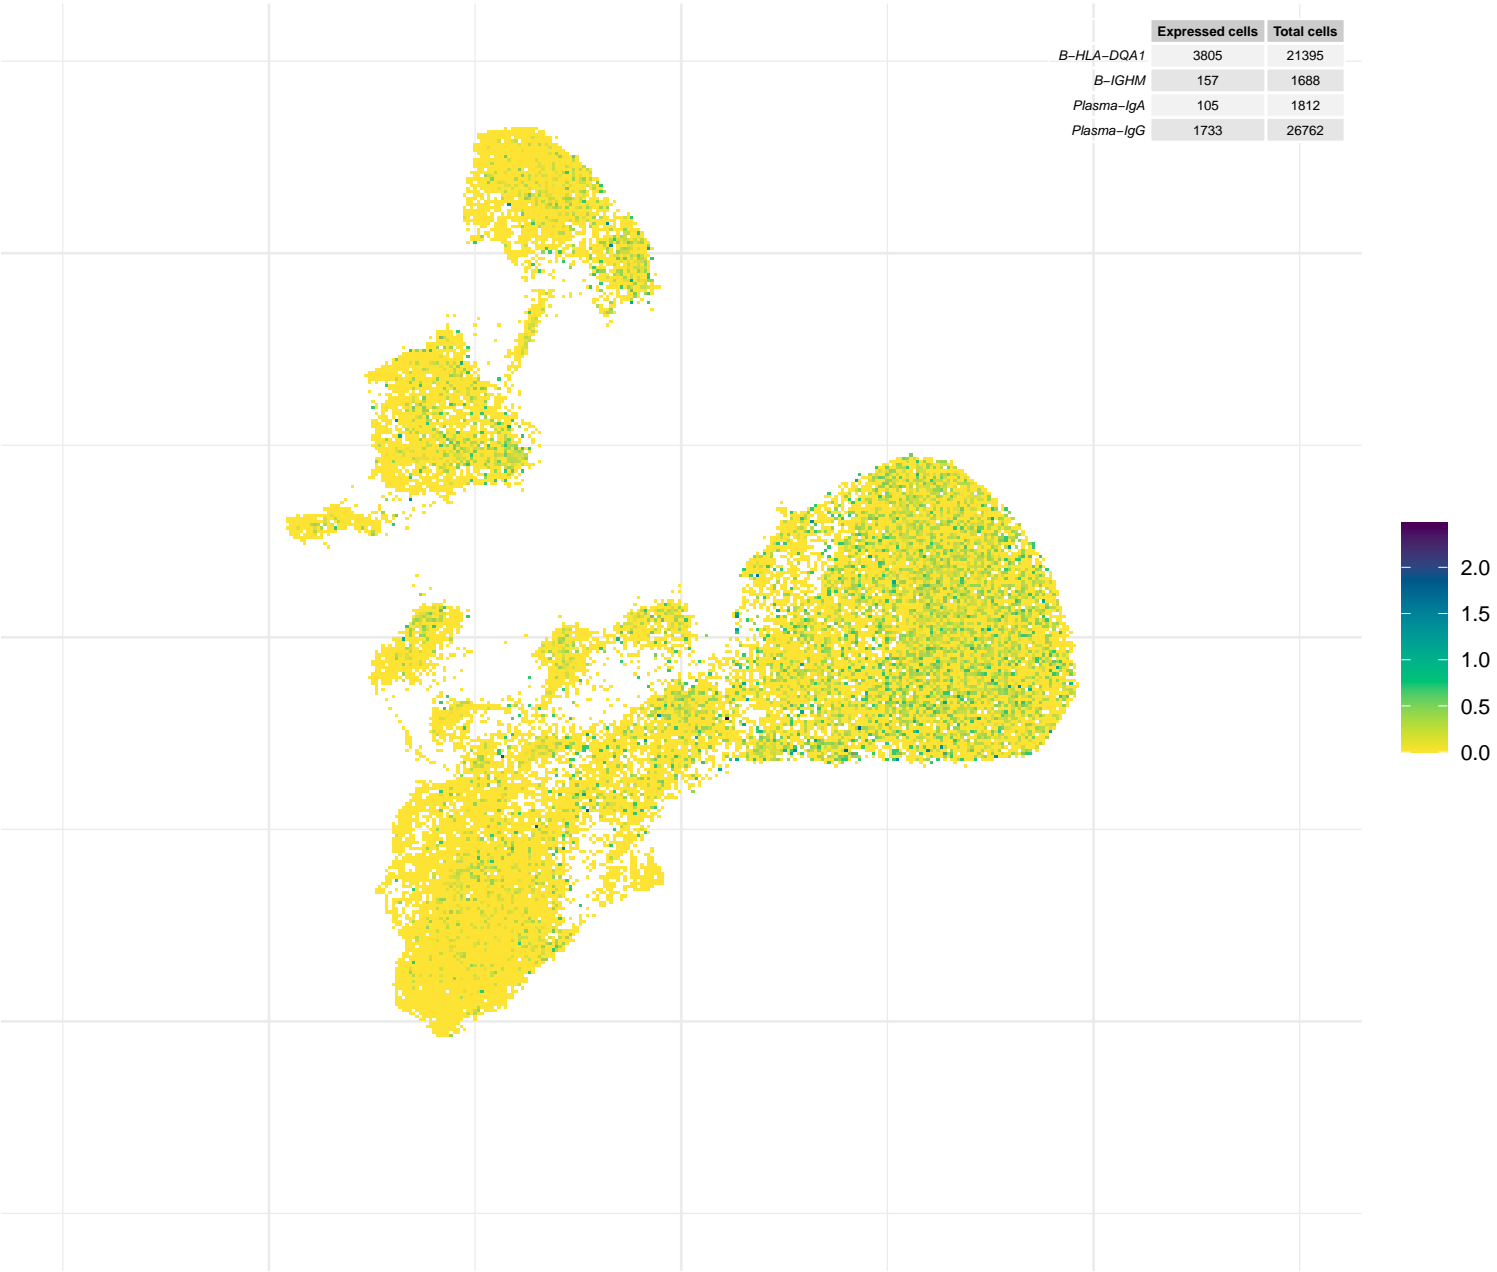 Expressed cells Total cells
B-HLA-DQA1 3805 21395
B-IGHM 157 1688
Plasma-IgA 105 1812
Plasma-IgG 1733 26762
2.0
1.5
1.0
0.5
0.0